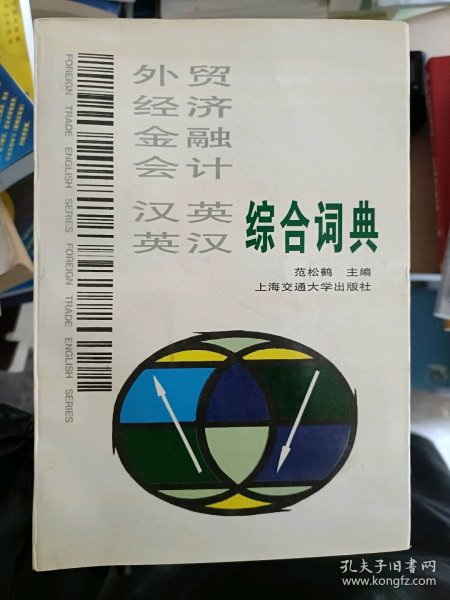 外贸
经济
金融
会计
汉英
英汉
综合词典
范松鹤 主编
上海交通大学出版社
FOREIGN TRADE ENGLISH SERIES FOREIGN TRADE ENGLISH SERIES
孔夫子旧书网
www.kongfz.com